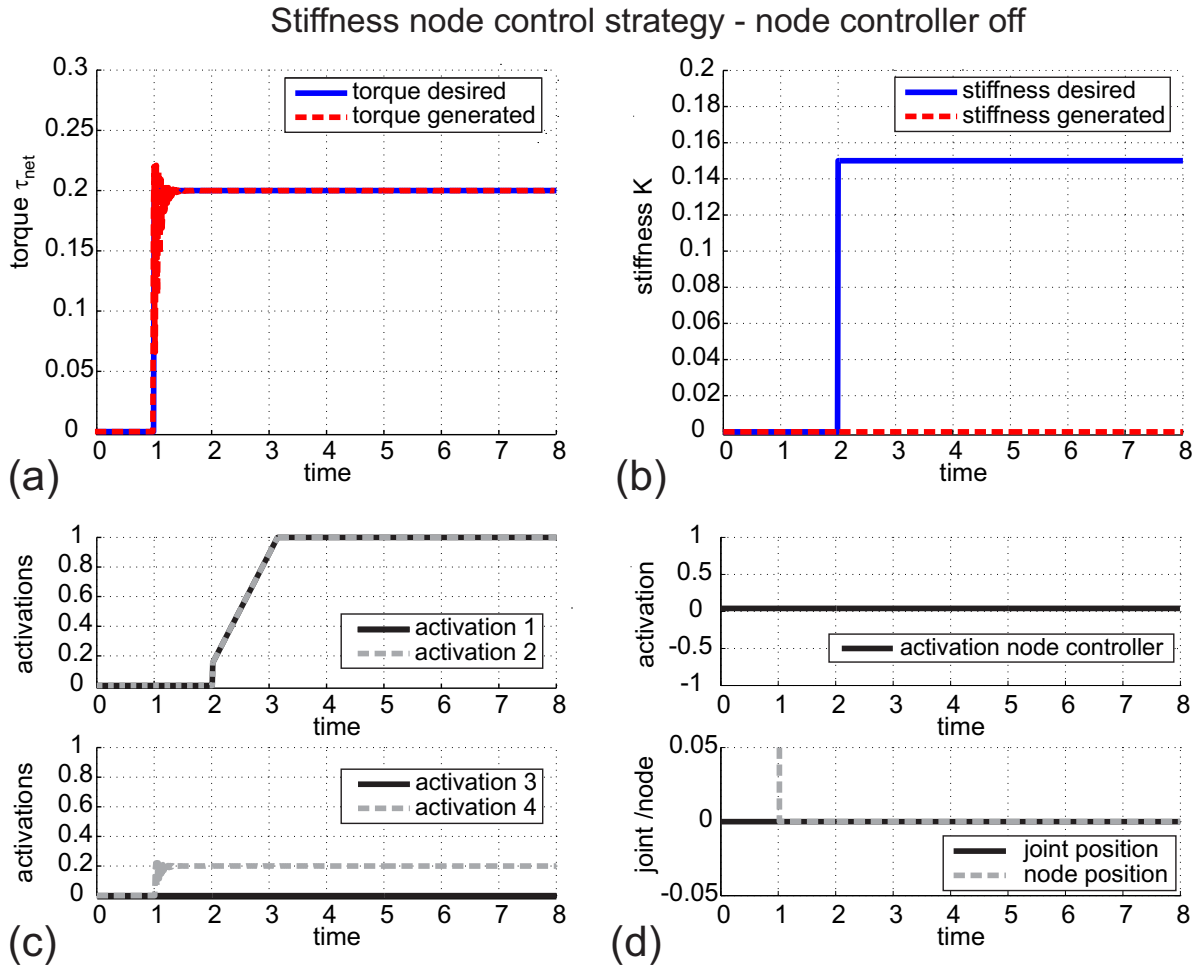 Stiffness node control strategy - node controller off
0.3
0.25
0.2
0.15
0.1
0.05
0
torque τnet
torque desired
torque generated
0 1 2 3 4 5 6 7 8
time
(a)
0.2
0.18
0.16
0.14
0.12
0.1
0.08
0.06
0.04
0.02
0
stiffness K
stiffness desired
stiffness generated
0 1 2 3 4 5 6 7 8
time
(b)
1
0.8
0.6
0.4
0.2
0
activations
activation 1
activation 2
0 1 2 3 4 5 6 7 8
time
1
0.8
0.6
0.4
0.2
0
activations
activation 3
activation 4
0 1 2 3 4 5 6 7 8
time
(c)
1
0.5
0
-0.5
-1
activation
activation node controller
0 1 2 3 4 5 6 7 8
time
0.05
0
-0.05
joint /node
joint position
node position
0 1 2 3 4 5 6 7 8
time
(d)